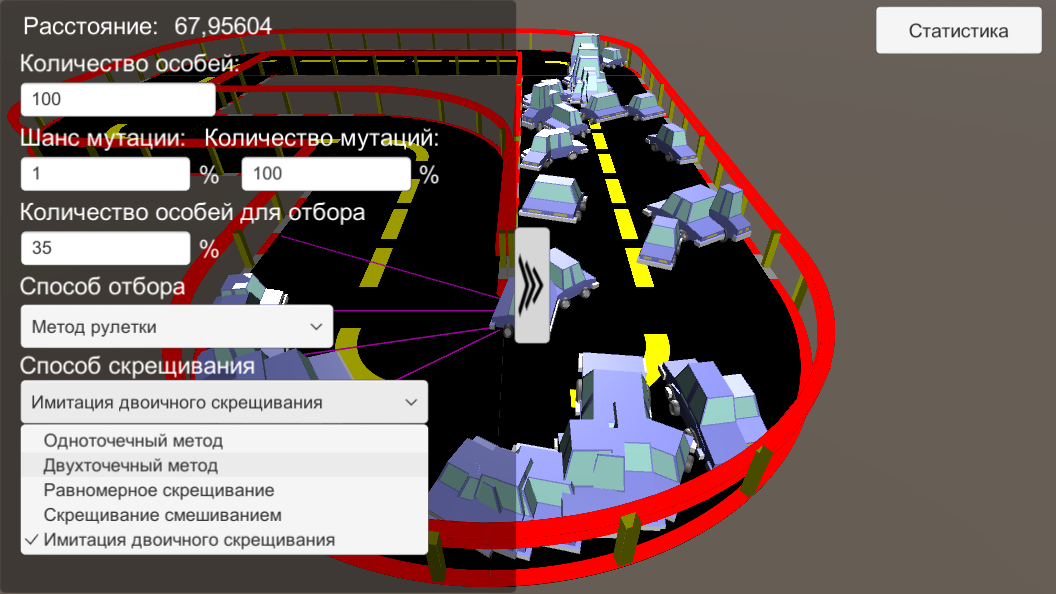 Расстояние: 67,95604
Статистика
Количество особей:
100
Шанс мутации: Количество мутаций:
1 % 100 %
Количество особей для отбора
35 %
Способ отбора
Метод рулетки
Способ скрещивания
Имитация двоичного скрещивания
Одноточечный метод
Двухточечный метод
Равномерное скрещивание
Скрещивание смешиванием
Имитация двоичного скрещивания